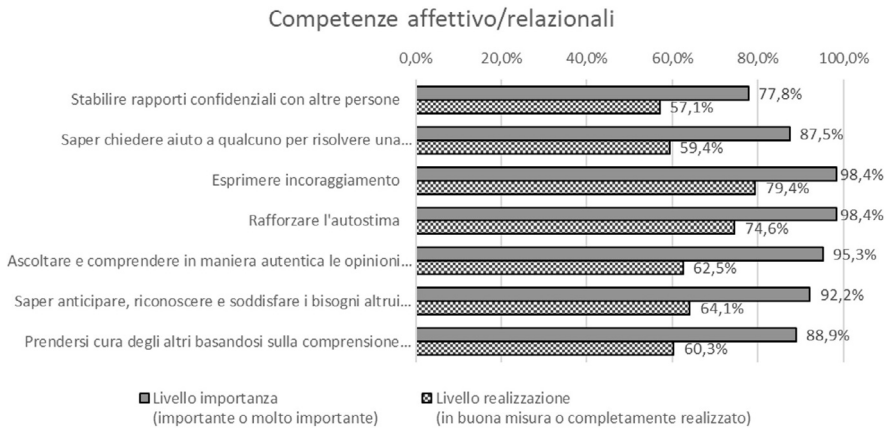 Competenze affettivo/relazionali
0,0% 20,0% 40,0% 60,0% 80,0% 100,0%
Stabilire rapporti confidenziali con altre persone 77,8%
57,1%
Saper chiedere aiuto a qualcuno per risolvere una... 87,5%
59,4%
Esprimere incoraggiamento 98,4%
79,4%
Rafforzare l'autostima 98,4%
74,6%
Ascoltare e comprendere in maniera autentica le opinioni... 95,3%
62,5%
Saper anticipare, riconoscere e soddisfare i bisogni altrui... 92,2%
64,1%
Prendersi cura degli altri basandosi sulla comprensione... 88,9%
60,3%
Livello importanza
(importante o molto importante)
Livello realizzazione
(in buona misura o completamente realizzato)